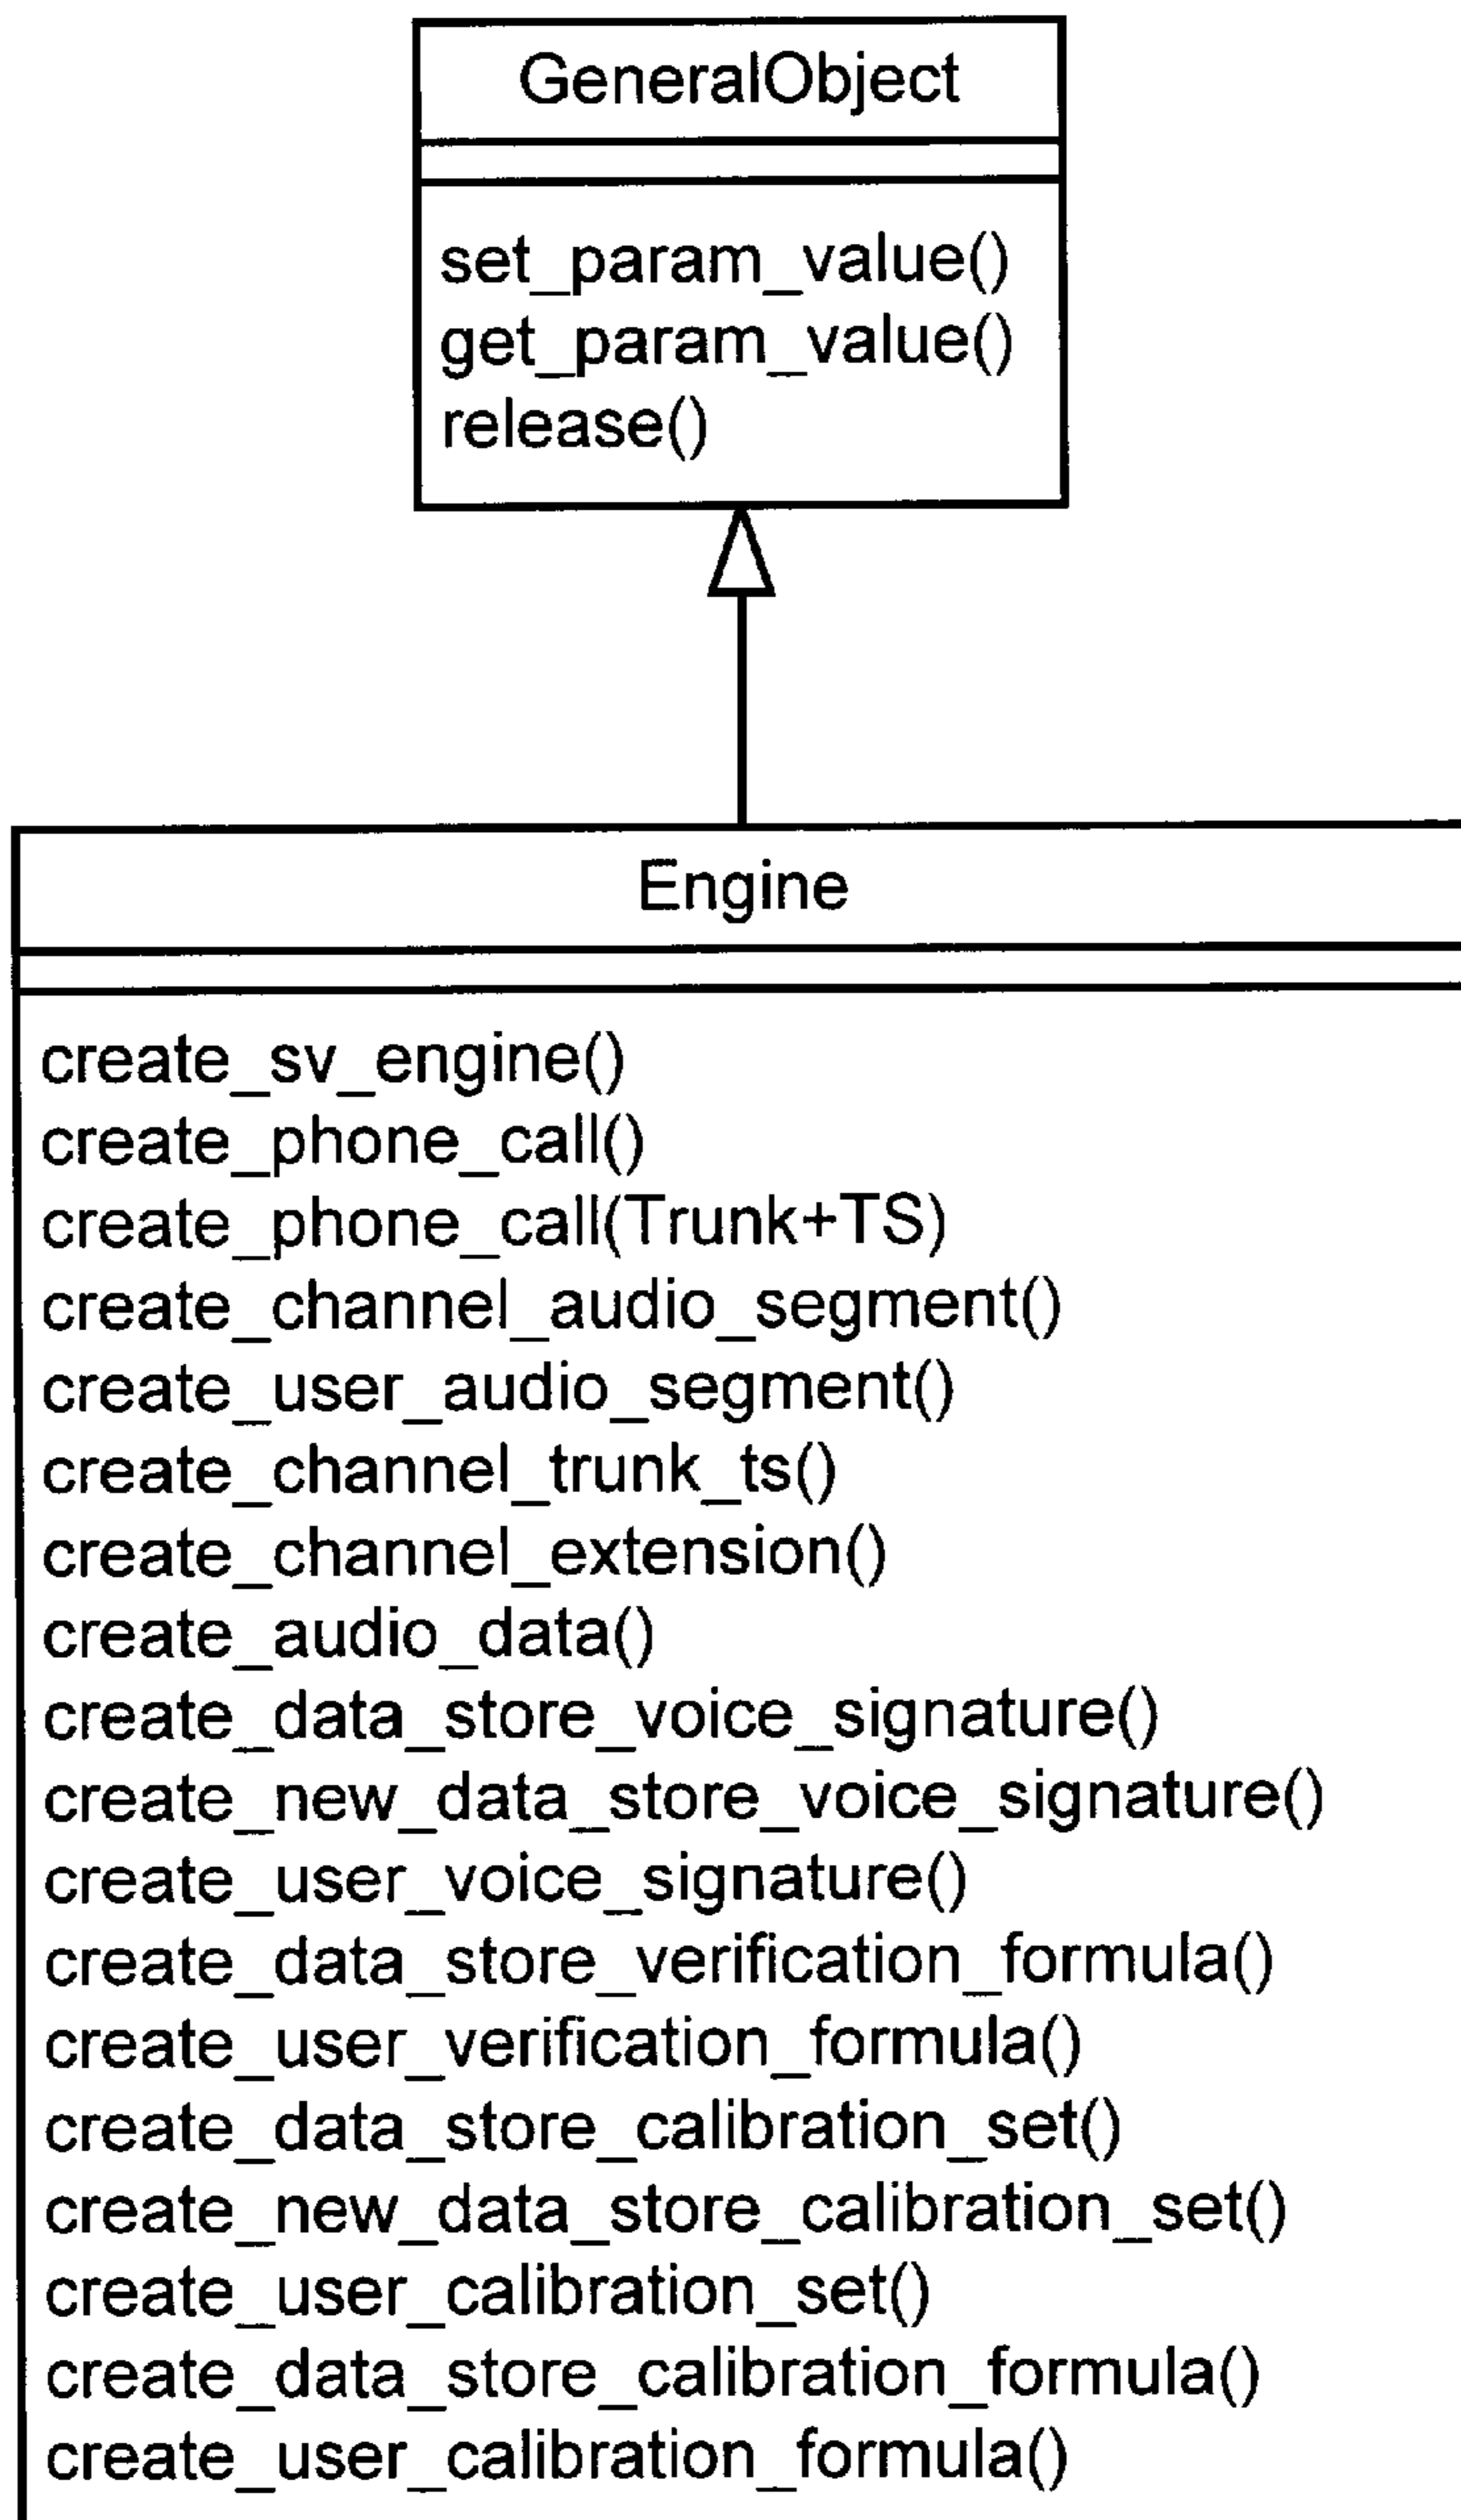 GeneralObject
set_param_value()
get_param_value()
release()
Engine
create_sv_engine()
create_phone_call()
create_phone_call(Trunk+TS)
create_channel_audio_segment()
create_user_audio_segment()
create_channel_trunk_ts()
create_channel_extension()
create_audio_data()
create_data_store_voice_signature()
create_new_data_store_voice_signature()
create_user_voice_signature()
create_data_store_verification_formula()
create_user_verification_formula()
create_data_store_calibration_set()
create_new_data_store_calibration_set()
create_user_calibration_set()
create_data_store_calibration_formula()
create_user_calibration_formula()